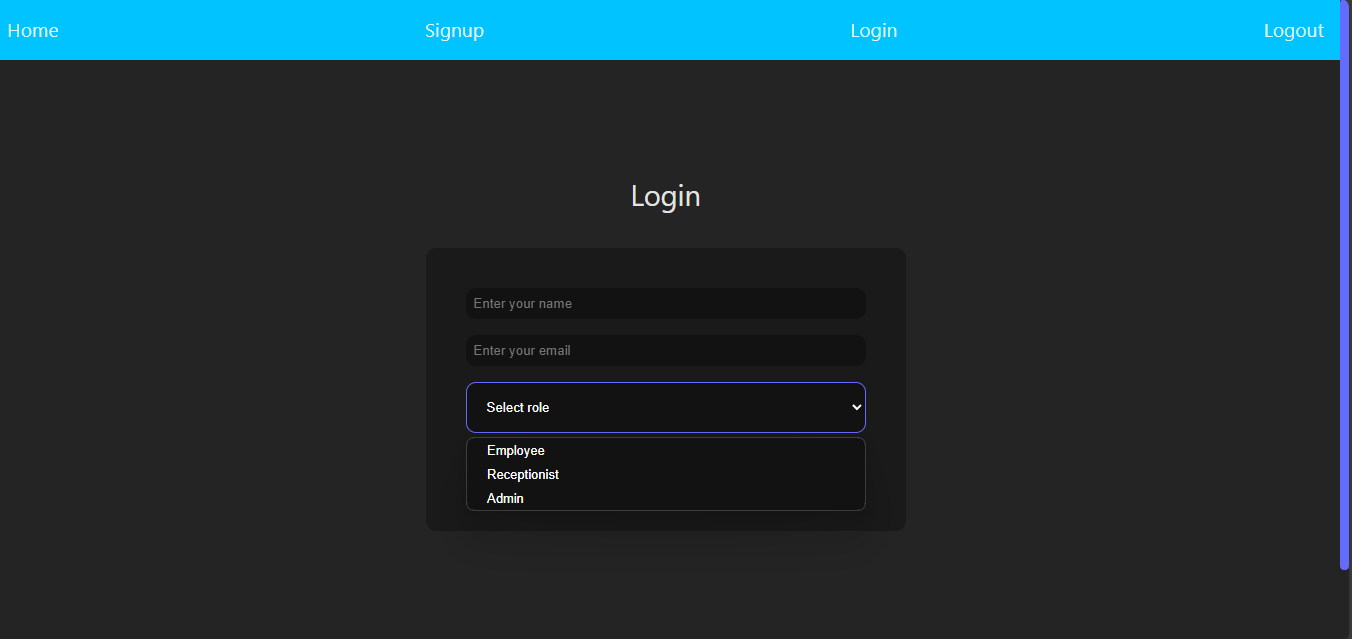 Home Signup Login Logout
Login
Enter your name
Enter your email
Select role
Employee
Receptionist
Admin